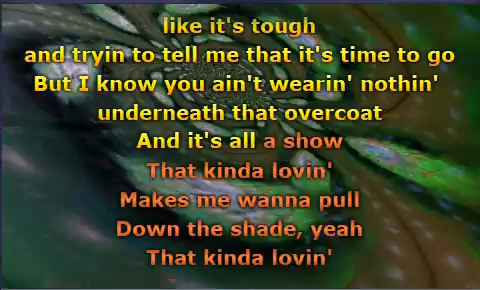 like it's tough
and tryin to tell me that it's time to go
But I know you ain't wearin' nothin'
underneath that overcoat
And it's all a show
That kinda lovin'
Makes me wanna pull
Down the shade, yeah
That kinda lovin'